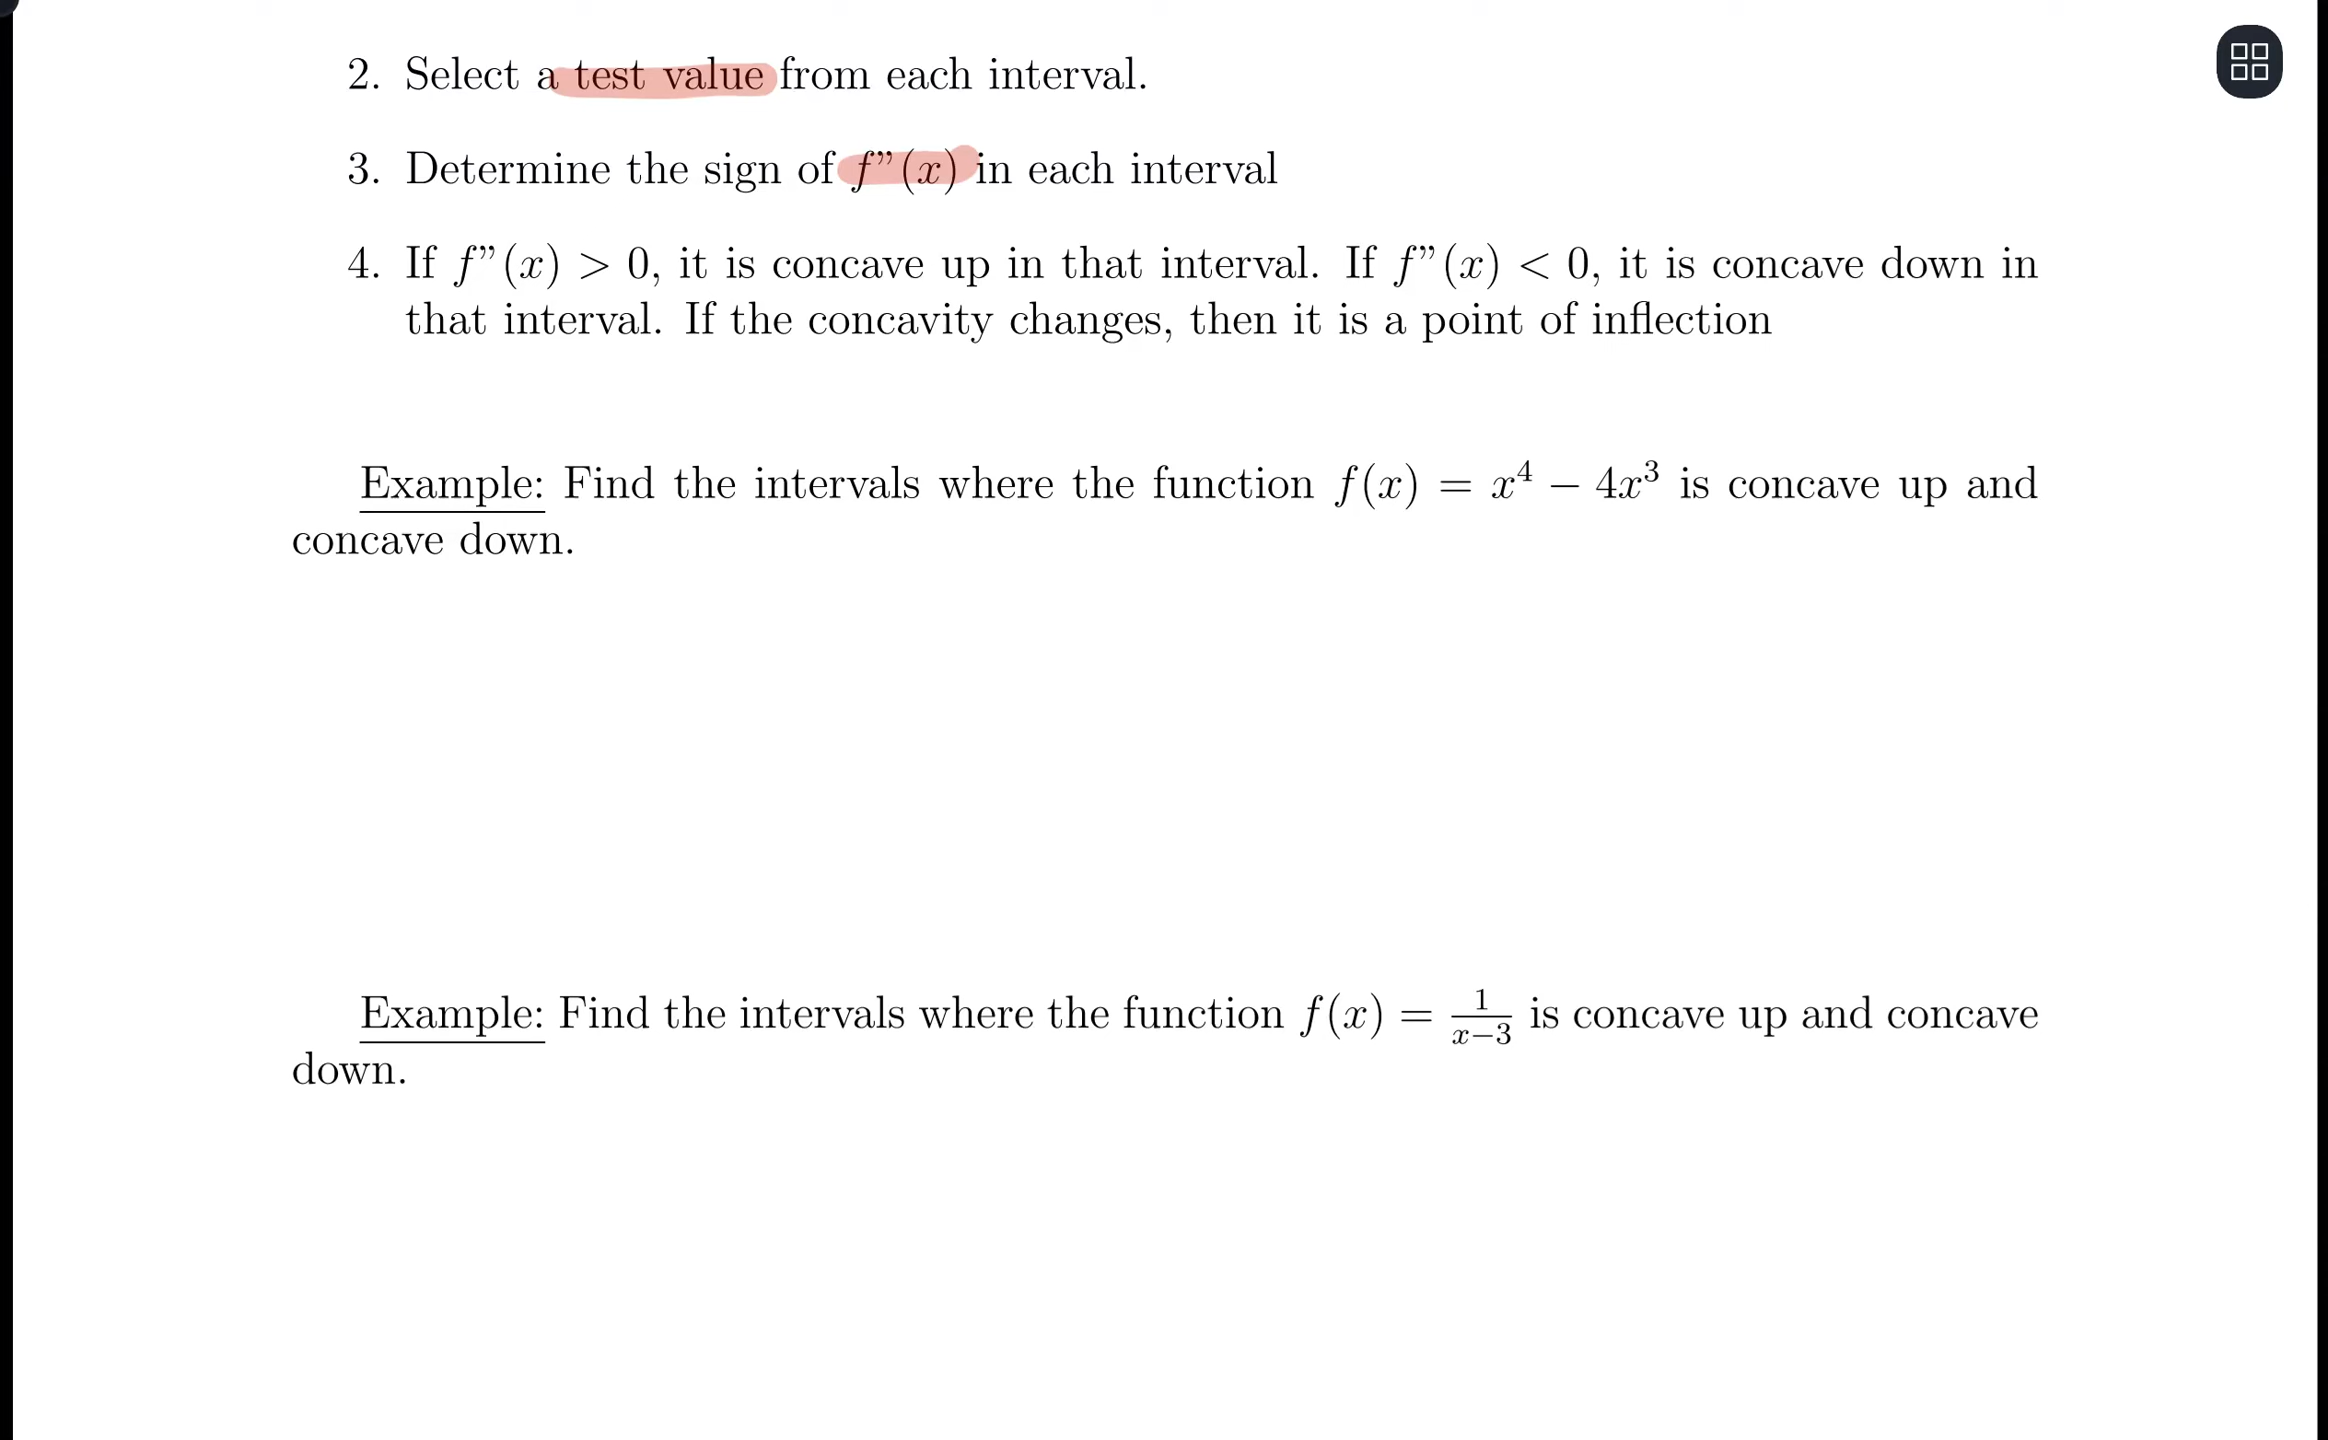 2. Select a test value from each interval.
3. Determine the sign of f”(x) in each interval
4. If f”(x) > 0, it is concave up in that interval. If f”(x) < 0, it is concave down in
that interval. If the concavity changes, then it is a point of inflection
Example: Find the intervals where the function f(x) = x⁴ − 4x³ is concave up and
concave down.
Example: Find the intervals where the function f(x) = 1/(x−3) is concave up and concave
down.